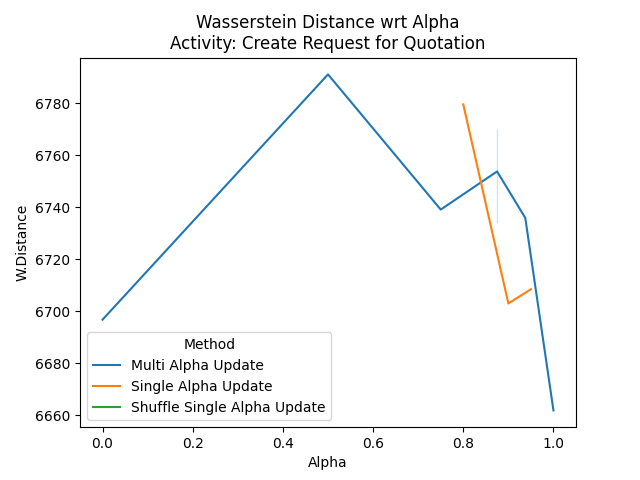 Wasserstein Distance wrt Alpha
Activity: Create Request for Quotation
W.Distance
6780
6760
6740
6720
6700
6680
6660
Method
Multi Alpha Update
Single Alpha Update
Shuffle Single Alpha Update
0.0 0.2 0.4 0.6 0.8 1.0
Alpha